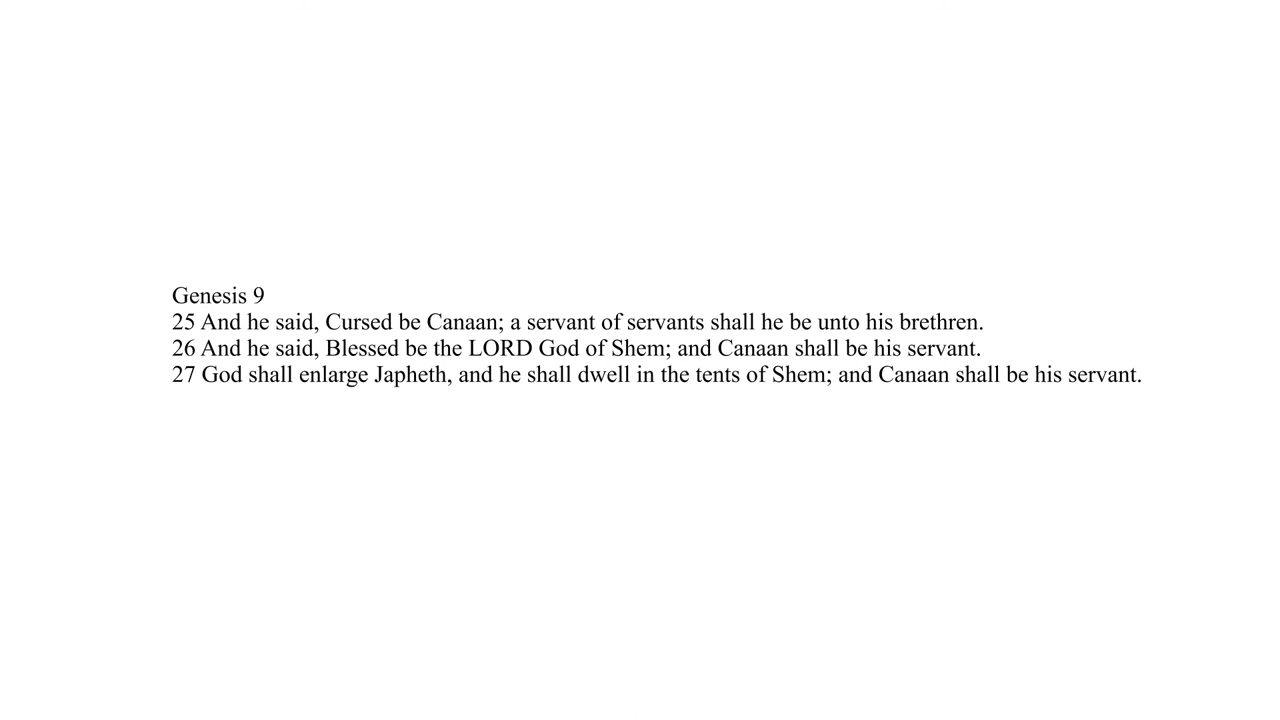 Genesis 9
25 And he said, Cursed be Canaan; a servant of servants shall he be unto his brethren.
26 And he said, Blessed be the LORD God of Shem; and Canaan shall be his servant.
27 God shall enlarge Japheth, and he shall dwell in the tents of Shem; and Canaan shall be his servant.